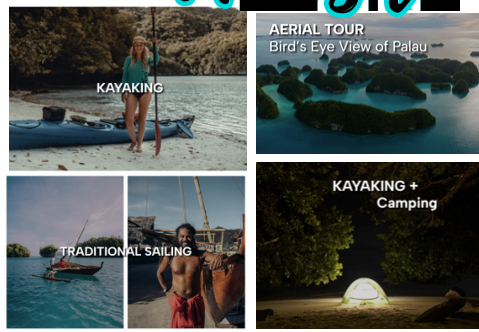 KAYAKING
AERIAL TOUR
Bird's Eye View of Palau
TRADITIONAL SAILING
KAYAKING +
Camping